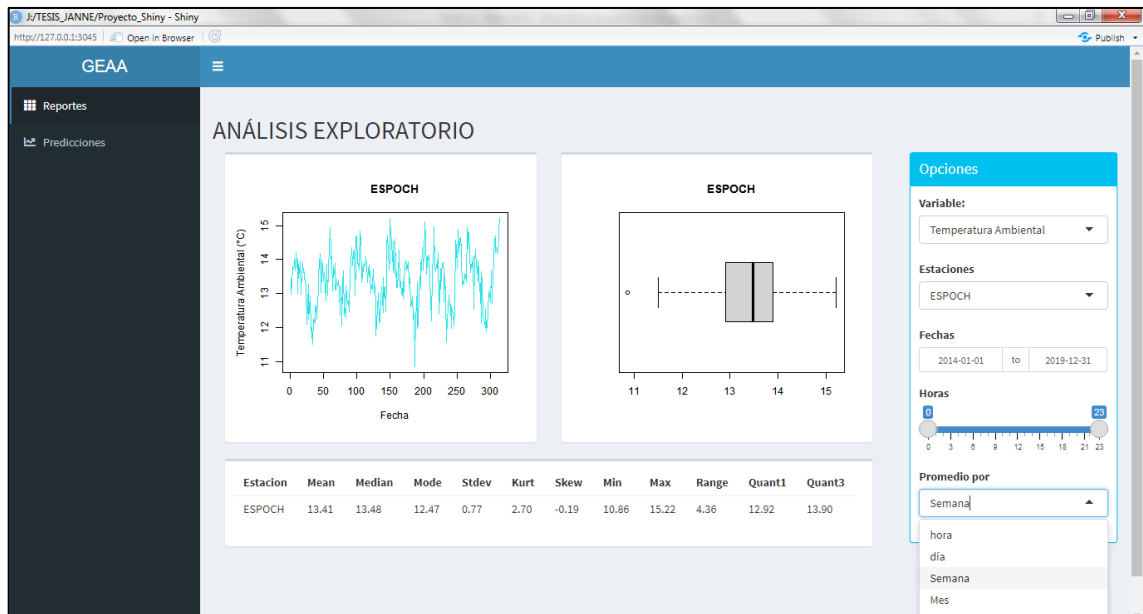 J:/TESIS_JANNE/Proyecto_Shiny - Shiny
http://127.0.0.1:3045 Open in Browser Publish
GEAA
Reportes
Predicciones
ANÁLISIS EXPLORATORIO
ESPOCH
Temperatura Ambiental (°C)
15
14
13
12
11
0 50 100 150 200 250 300
Fecha
ESPOCH
11 12 13 14 15
Estacion Mean Median Mode Stdev Kurt Skew Min Max Range Quant1 Quant3
ESPOCH 13.41 13.48 12.47 0.77 2.70 -0.19 10.86 15.22 4.36 12.92 13.90
Opciones
Variable:
Temperatura Ambiental
Estaciones
ESPOCH
Fechas
2014-01-01 to 2019-12-31
Horas
0 23
0 3 6 9 12 15 18 21 23
Promedio por
Semana
hora
día
Semana
Mes